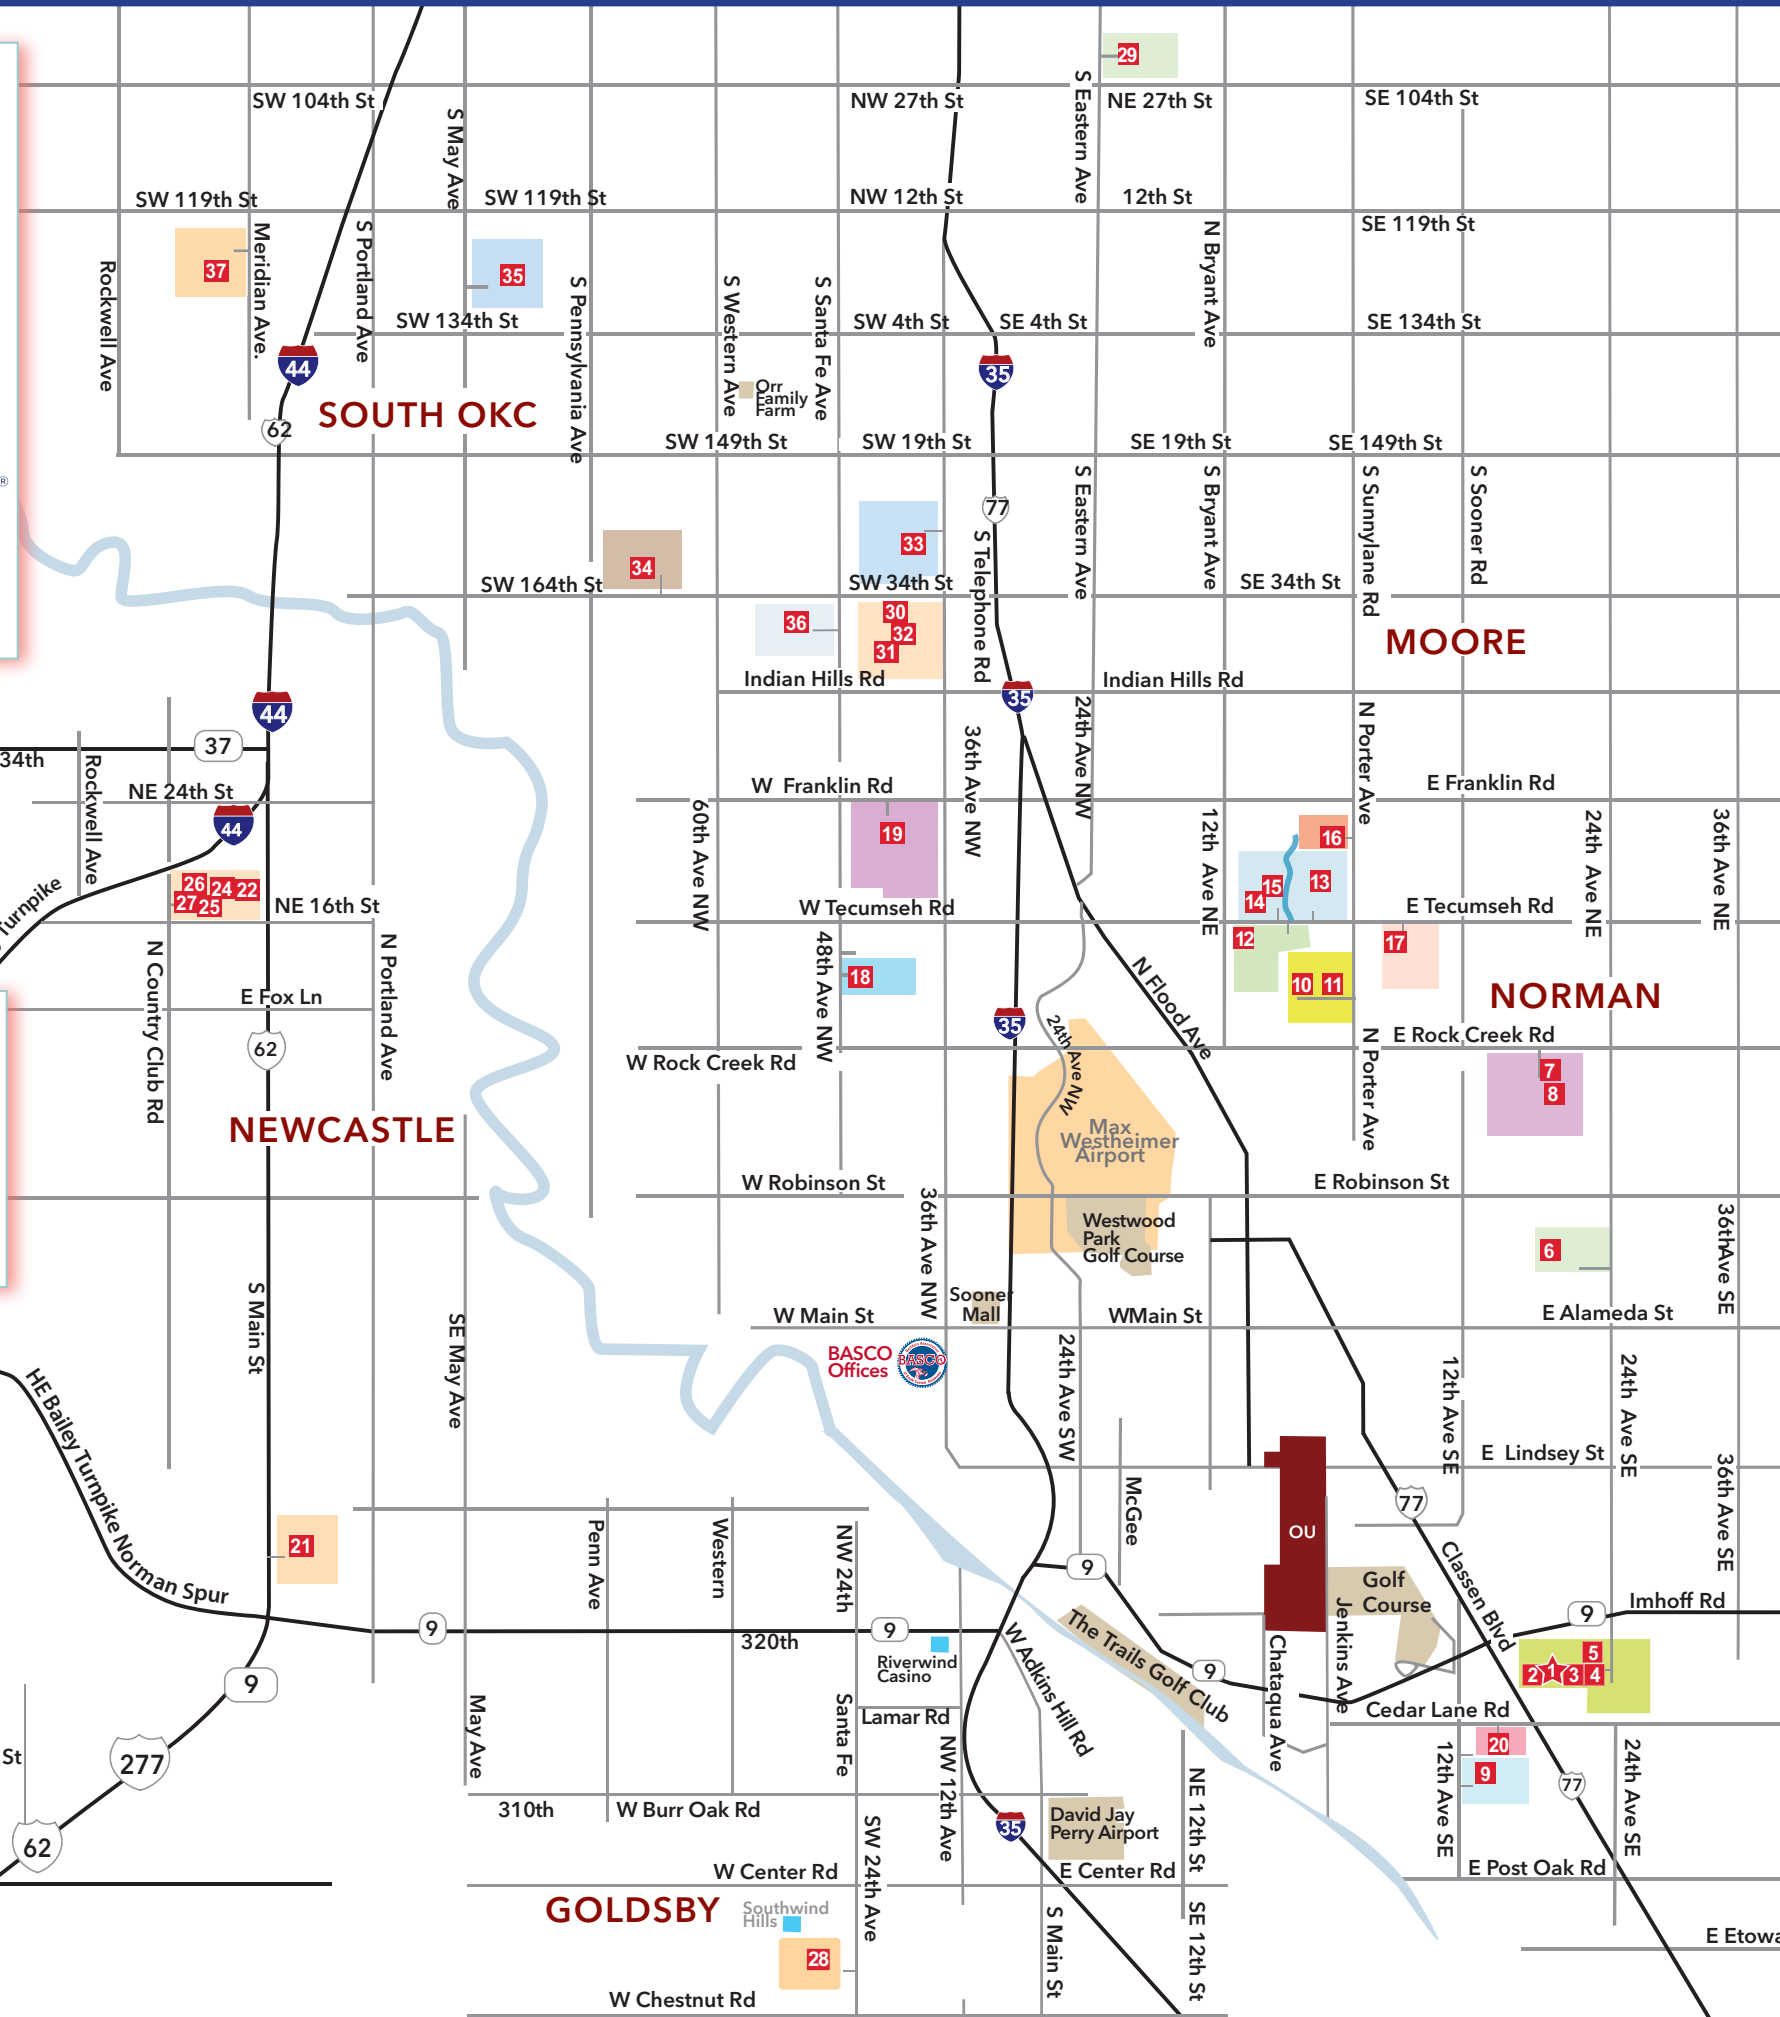 29
SW 104th St
NW 27th St
NE 27th St
SE 104th St
S May Ave
S Eastern Ave
SW 119th St
SW 119th St
NW 12th St
12th St
SE 119th St
37
35
Rockwell Ave
Meridian Ave.
S Portland Ave
S Pennsylvania Ave
S Western Ave
S Santa Fe Ave
N Bryant Ave
SW 134th St
SW 4th St
SE 4th St
SE 134th St
44
35
Orr
Family
Farm
62
SOUTH OKC
SW 149th St
SW 19th St
SE 19th St
SE 149th St
®
77
S Telephone Rd
S Eastern Ave
S Bryant Ave
S Sunnylane Rd
S Sooner Rd
33
34
SW 164th St
SW 34th St
SE 34th St
36
30
32
31
MOORE
Indian Hills Rd
Indian Hills Rd
35
44
37
34th
Rockwell Ave
36th Ave NW
24th Ave NW
N Porter Ave
W Franklin Rd
E Franklin Rd
NE 24th St
44
60th Ave NW
19
12th Ave NE
16
24th Ave NE
36th Ave NE
Turnpike
26
24
22
27
25
NE 16th St
15
13
14
W Tecumseh Rd
E Tecumseh Rd
12
17
N Country Club Rd
N Portland Ave
48th Ave NW
18
N Flood Ave
10
11
NORMAN
E Fox Ln
35
24th Ave NW
62
W Rock Creek Rd
E Rock Creek Rd
N Porter Ave
7
8
NEWCASTLE
Max
Westheimer
Airport
W Robinson St
E Robinson St
36th Ave NW
Westwood
Park
Golf Course
6
36thAve SE
S Main St
SE May Ave
Sooner
Mall
W Main St
WMain St
E Alameda St
BASCO
Offices
BASCO
24th Ave SW
12th Ave SE
24th Ave SE
HE Bailey Turnpike Norman Spur
E Lindsey St
36th Ave SE
McGee
77
OU
21
Penn Ave
Western
NW 24th
9
Classen Blvd
Golf
Course
Jenkins Ave
Imhoff Rd
9
9
9
320th
Riverwind
Casino
W Adkins Hill Rd
The Trails Golf Club
9
Chataqua Ave
5
2
1
3
4
9
May Ave
Santa Fe
Lamar Rd
Cedar Lane Rd
NW 12th Ave
20
9
12th Ave SE
24th Ave SE
St
277
77
NE 12th St
310th
W Burr Oak Rd
35
David Jay
Perry Airport
62
SW 24th Ave
W Center Rd
E Center Rd
E Post Oak Rd
GOLDSBY
Southwind
Hills
S Main St
SE 12th St
28
E Etowa
W Chestnut Rd